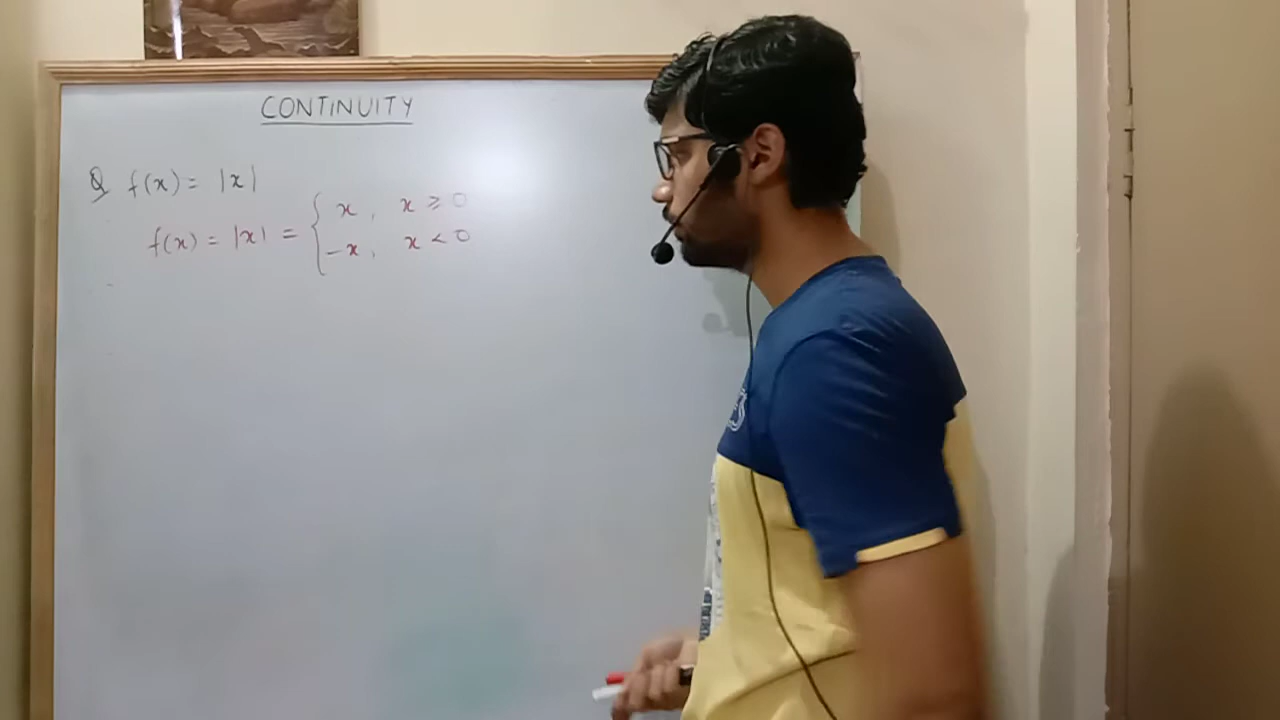 CONTINUITY
Q f(x) = |x|
f(x) = |x| = { x, x ≥ 0
-x, x < 0